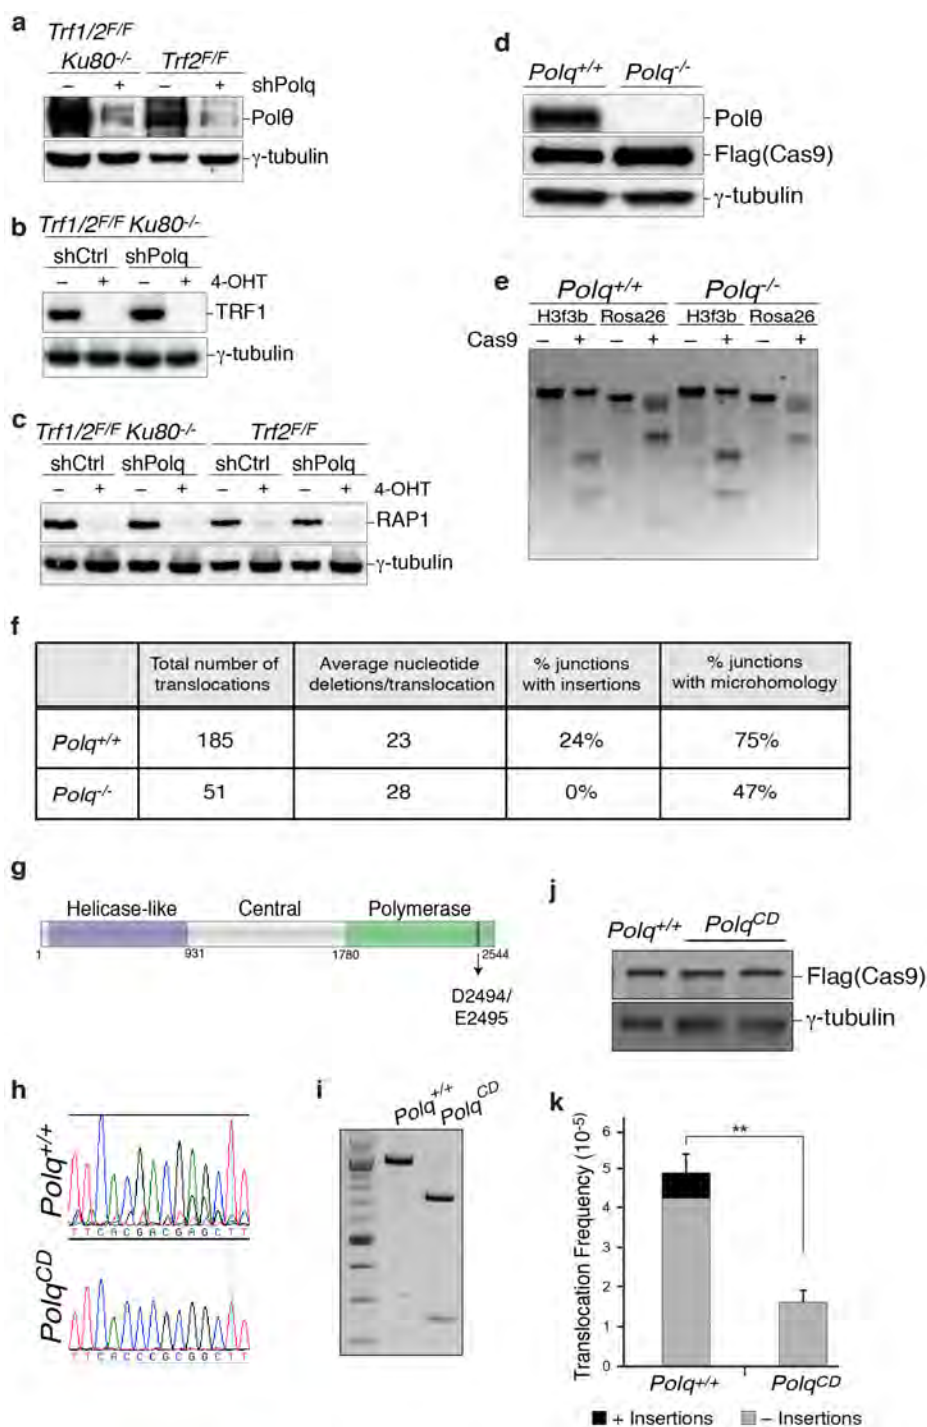 a
Trf1/2F/F
Ku80-/- Trf2F/F
– + – + shPolq
Polθ
γ-tubulin
b
Trf1/2F/F Ku80-/-
shCtrl shPolq
– + – + 4-OHT
TRF1
γ-tubulin
c
Trf1/2F/F Ku80-/- Trf2F/F
shCtrl shPolq shCtrl shPolq
– + – + – + – + 4-OHT
RAP1
γ-tubulin
d
Polq+/+ Polq-/-
Polθ
Flag(Cas9)
γ-tubulin
e
Polq+/+ Polq-/-
H3f3b Rosa26 H3f3b Rosa26
Cas9 – + – + – + – +
f
Total number of translocations
Average nucleotide deletions/translocation
% junctions with insertions
% junctions with microhomology
Polq+/+ 185 23 24% 75%
Polq-/- 51 28 0% 47%
g
Helicase-like Central Polymerase
1 931 1780 2544
D2494/
E2495
h
Polq+/+
T T C A C G A C G A G C T T
PolqCD
T T C A C C C G C G G C T T
i
Polq+/+
PolqCD
j
Polq+/+ PolqCD
Flag(Cas9)
γ-tubulin
k
Translocation Frequency (10-5)
6
5
4
3
2
1
0
**
Polq+/+ PolqCD
+ Insertions – Insertions